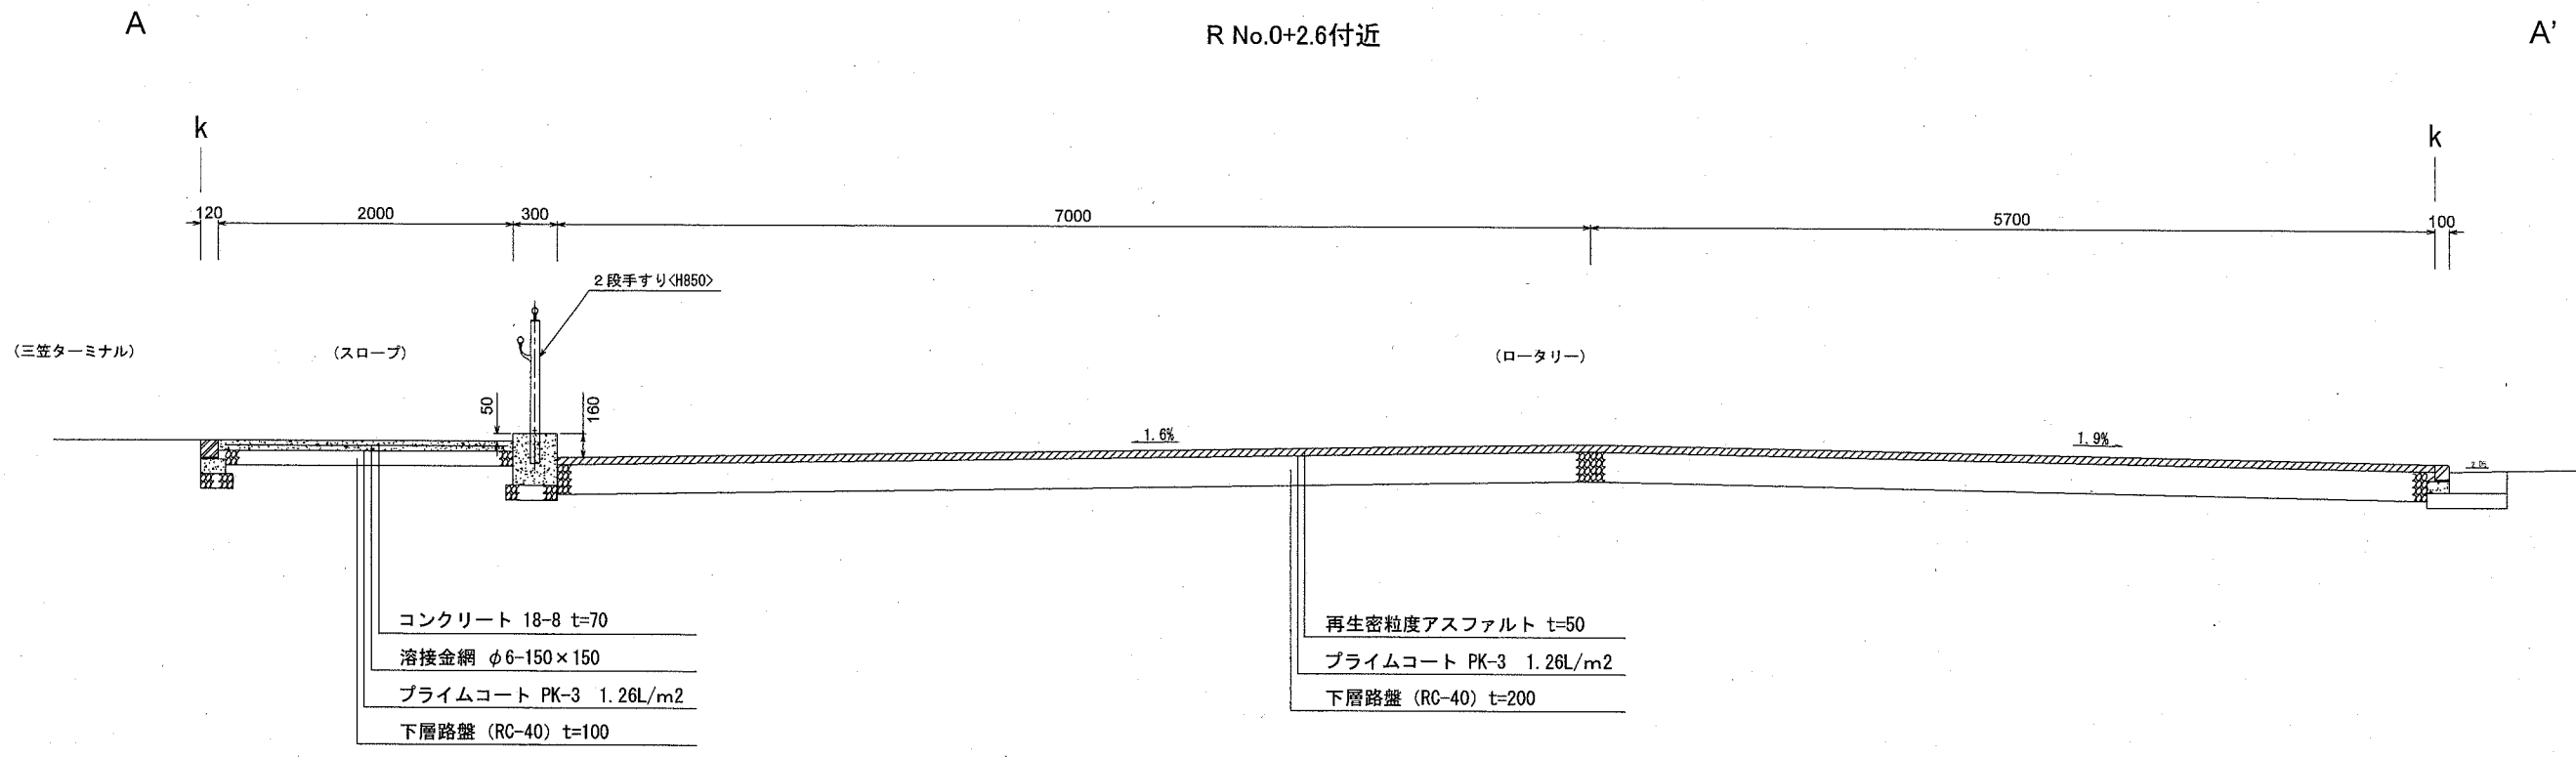 A
R No.0+2.6付近
A'
k
k
120
2000
300
7000
5700
100
2段手すり<H850>
(三笠ターミナル)
(スロープ)
(ロータリー)
50
160
1.6%
1.9%
コンクリート 18-8 t=70
溶接金網 φ6-150×150
プライムコート PK-3 1.26L/m2
下層路盤 (RC-40) t=100
再生密粒度アスファルト t=50
プライムコート PK-3 1.26L/m2
下層路盤 (RC-40) t=200